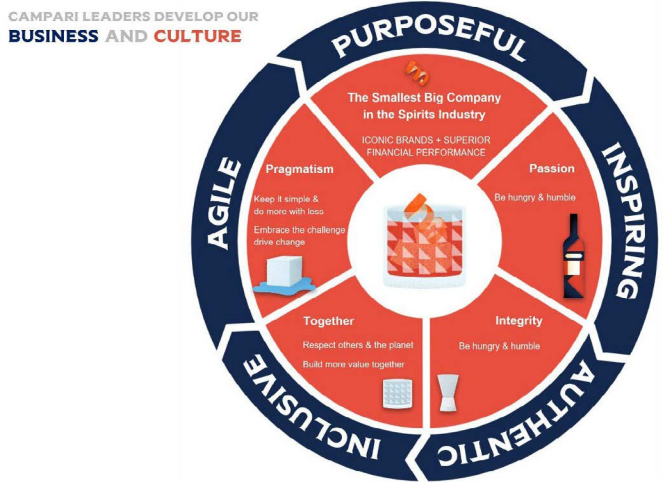 CAMPARI LEADERS DEVELOP OUR
BUSINESS AND CULTURE
PURPOSEFUL
The Smallest Big Company
in the Spirits Industry
ICONIC BRANDS + SUPERIOR
FINANCIAL PERFORMANCE
INSPIRING
Passion
Be hungry & humble
AUTHENTIC
Integrity
Be hungry & humble
INCLUSIVE
Together
Respect others & the planet
Build more value together
AGILE
Pragmatism
Keep it simple &
do more with less
Embrace the challenge
drive change